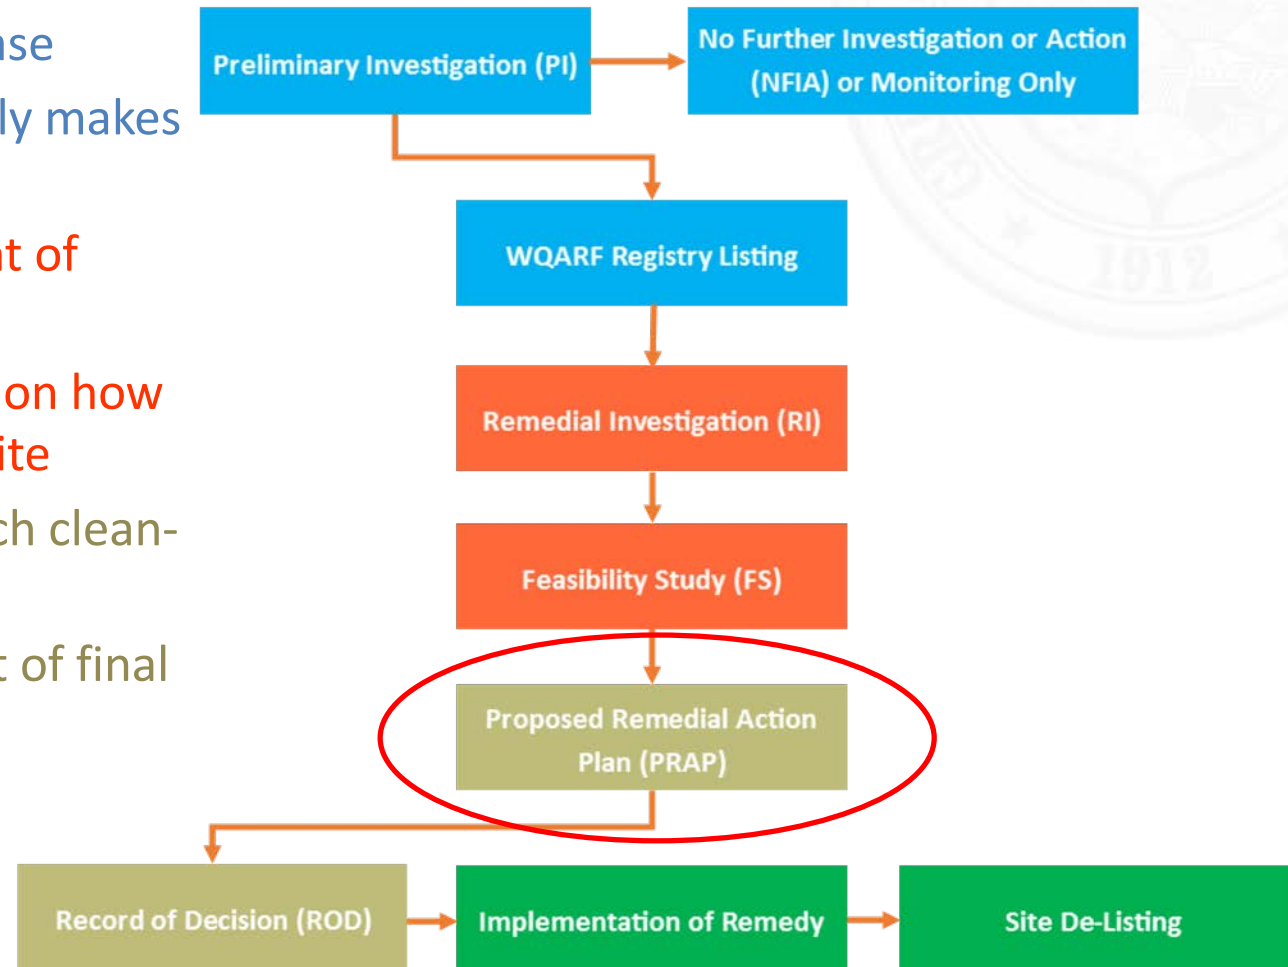 nse
ly makes
nt of
on how
ite
ch clean-
t of final
Preliminary Investigation (PI)
No Further Investigation or Action
(NFIA) or Monitoring Only
WQARF Registry Listing
Remedial Investigation (RI)
Feasibility Study (FS)
Proposed Remedial Action
Plan (PRAP)
Record of Decision (ROD)
Implementation of Remedy
Site De-Listing
1912